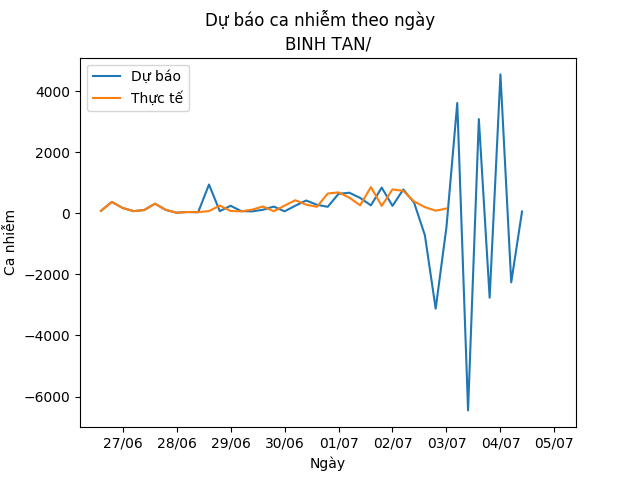 Dự báo ca nhiễm theo ngày
BINH TAN/
Dự báo
Thực tế
Ca nhiễm
4000
2000
0
−2000
−4000
−6000
27/06 28/06 29/06 30/06 01/07 02/07 03/07 04/07 05/07
Ngày